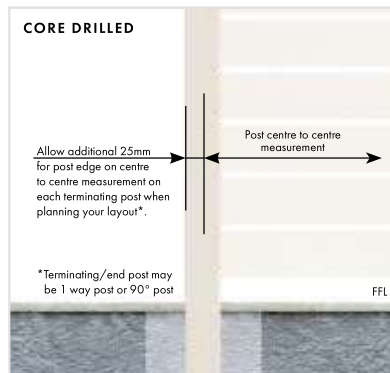 CORE DRILLED
Allow additional 25mm
for post edge on centre
to centre measurement on
each terminating post when
planning your layout*.
Post centre to centre
measurement
*Terminating/end post may
be 1 way post or 90° post
FFL